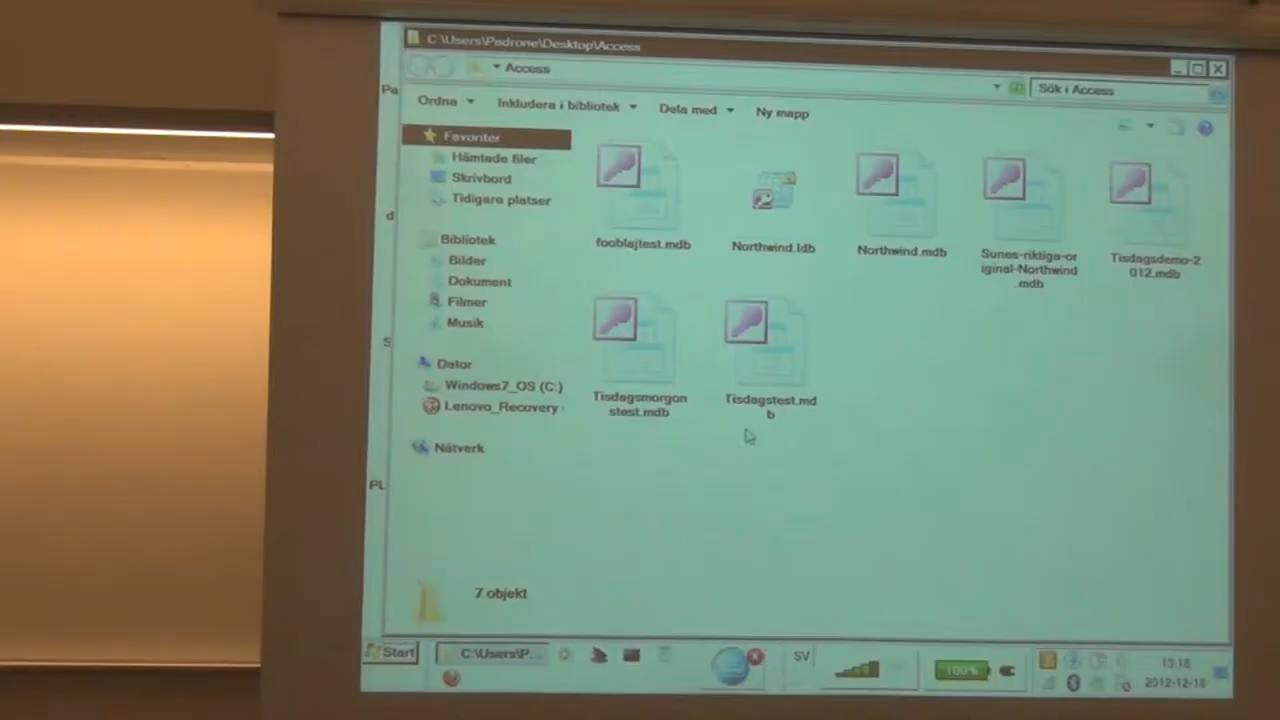 C:\Users\Padrone\Desktop\Access
Access
Sök i Access
Ordna
Inkludera i bibliotek
Dela med
Ny mapp
Favoriter
Hämtade filer
Skrivbord
Tidigare platser
Bibliotek
Bilder
Dokument
Filmer
Musik
Dator
Windows7_OS (C:)
Lenovo_Recovery
Nätverk
fooblajtest.mdb
Northwind.ldb
Northwind.mdb
Sunes-riktiga-or
iginal-Northwind
.mdb
Tisdagsdemo-2
012.mdb
Tisdagsmorgon
stest.mdb
Tisdagstest.md
b
7 objekt
Pa
d
S
PL
Start
C:\Users\P...
SV
100%
13:18
2012-12-18